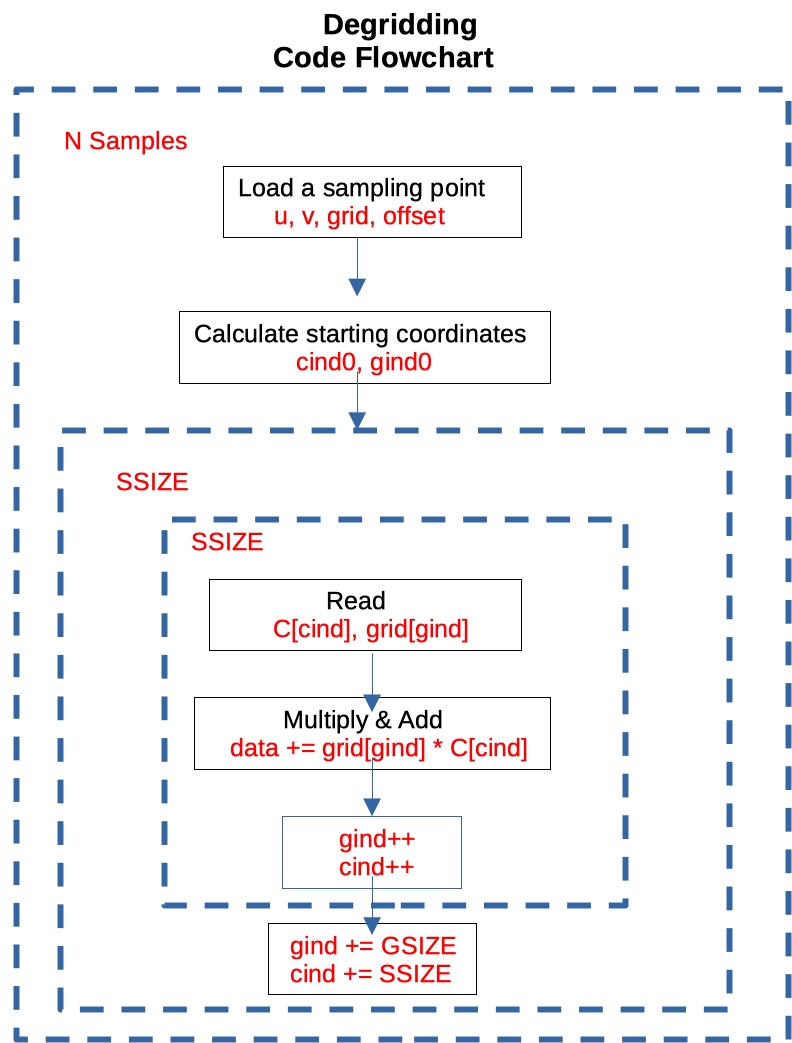 Degridding
Code Flowchart
N Samples
Load a sampling point
u, v, grid, offset
Calculate starting coordinates
cind0, gind0
SSIZE
SSIZE
Read
C[cind], grid[gind]
Multiply & Add
data += grid[gind] * C[cind]
gind++
cind++
gind += GSIZE
cind += SSIZE